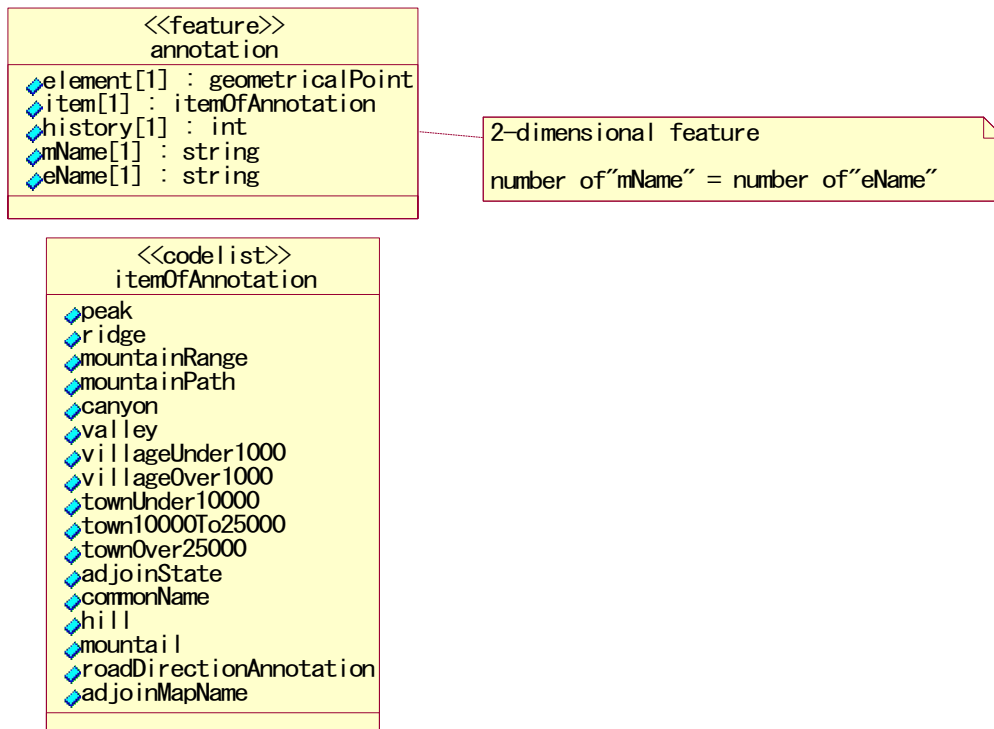 <<feature>>
annotation
element[1] : geometricalPoint
item[1] : itemOfAnnotation
history[1] : int
mName[1] : string
eName[1] : string
2-dimensional feature
number of"mName" = number of"eName"
<<codelist>>
itemOfAnnotation
peak
ridge
mountainRange
mountainPath
canyon
valley
villageUnder1000
villageOver1000
townUnder10000
town10000To25000
townOver25000
adjoinState
commonName
hill
mountail
roadDirectionAnnotation
adjoinMapName